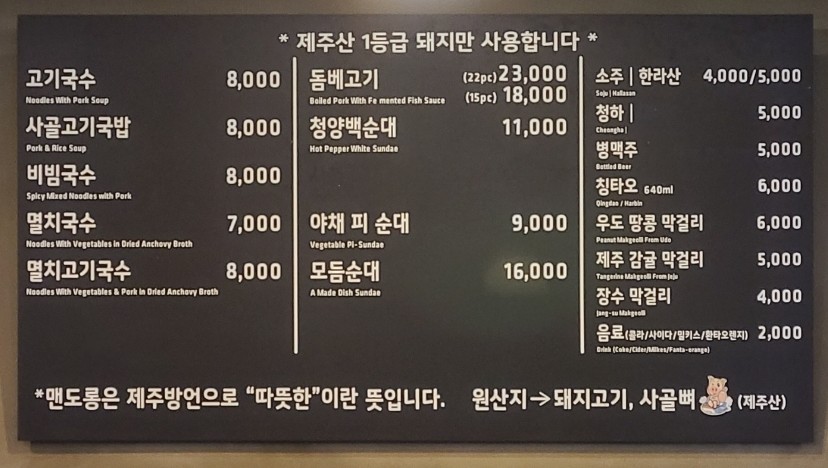 * 제주산 1등급 돼지만 사용합니다 *
고기국수 8,000
Noodles With Pork Soup
사골고기국밥 8,000
Pork & Rice Soup
비빔국수 8,000
Spicy Mixed Noodles with Pork
멸치국수 7,000
Noodles With Vegetables in Dried Anchovy Broth
멸치고기국수 8,000
Noodles With Vegetables & Pork in Dried Anchovy Broth
돔베고기 (22pc)23,000
Boiled Pork With Fe mented Fish Sauce (15pc) 18,000
청양백순대 11,000
Hot Pepper White Sundae
야채 피 순대 9,000
Vegetable Pi-Sundae
모듬순대 16,000
A Made Dish Sundae
소주 | 한라산 4,000/5,000
Soju | Hallasan
청하 | 5,000
Cheongha |
병맥주 5,000
Bottled Beer
칭타오 640ml 6,000
Qingdao / Harbin
우도 땅콩 막걸리 6,000
Peanut Makgeolli From Udo
제주 감귤 막걸리 5,000
Tangerine Makgeolli From Jeju
장수 막걸리 4,000
Jang-su Makgeolli
음료(콜라/사이다/밀키스/환타오렌지) 2,000
Drink (Coke/Cider/Milkes/Fanta-orange)
*맨도롱은 제주방언으로 “따뜻한”이란 뜻입니다. 원산지→돼지고기, 사골뼈 (제주산)